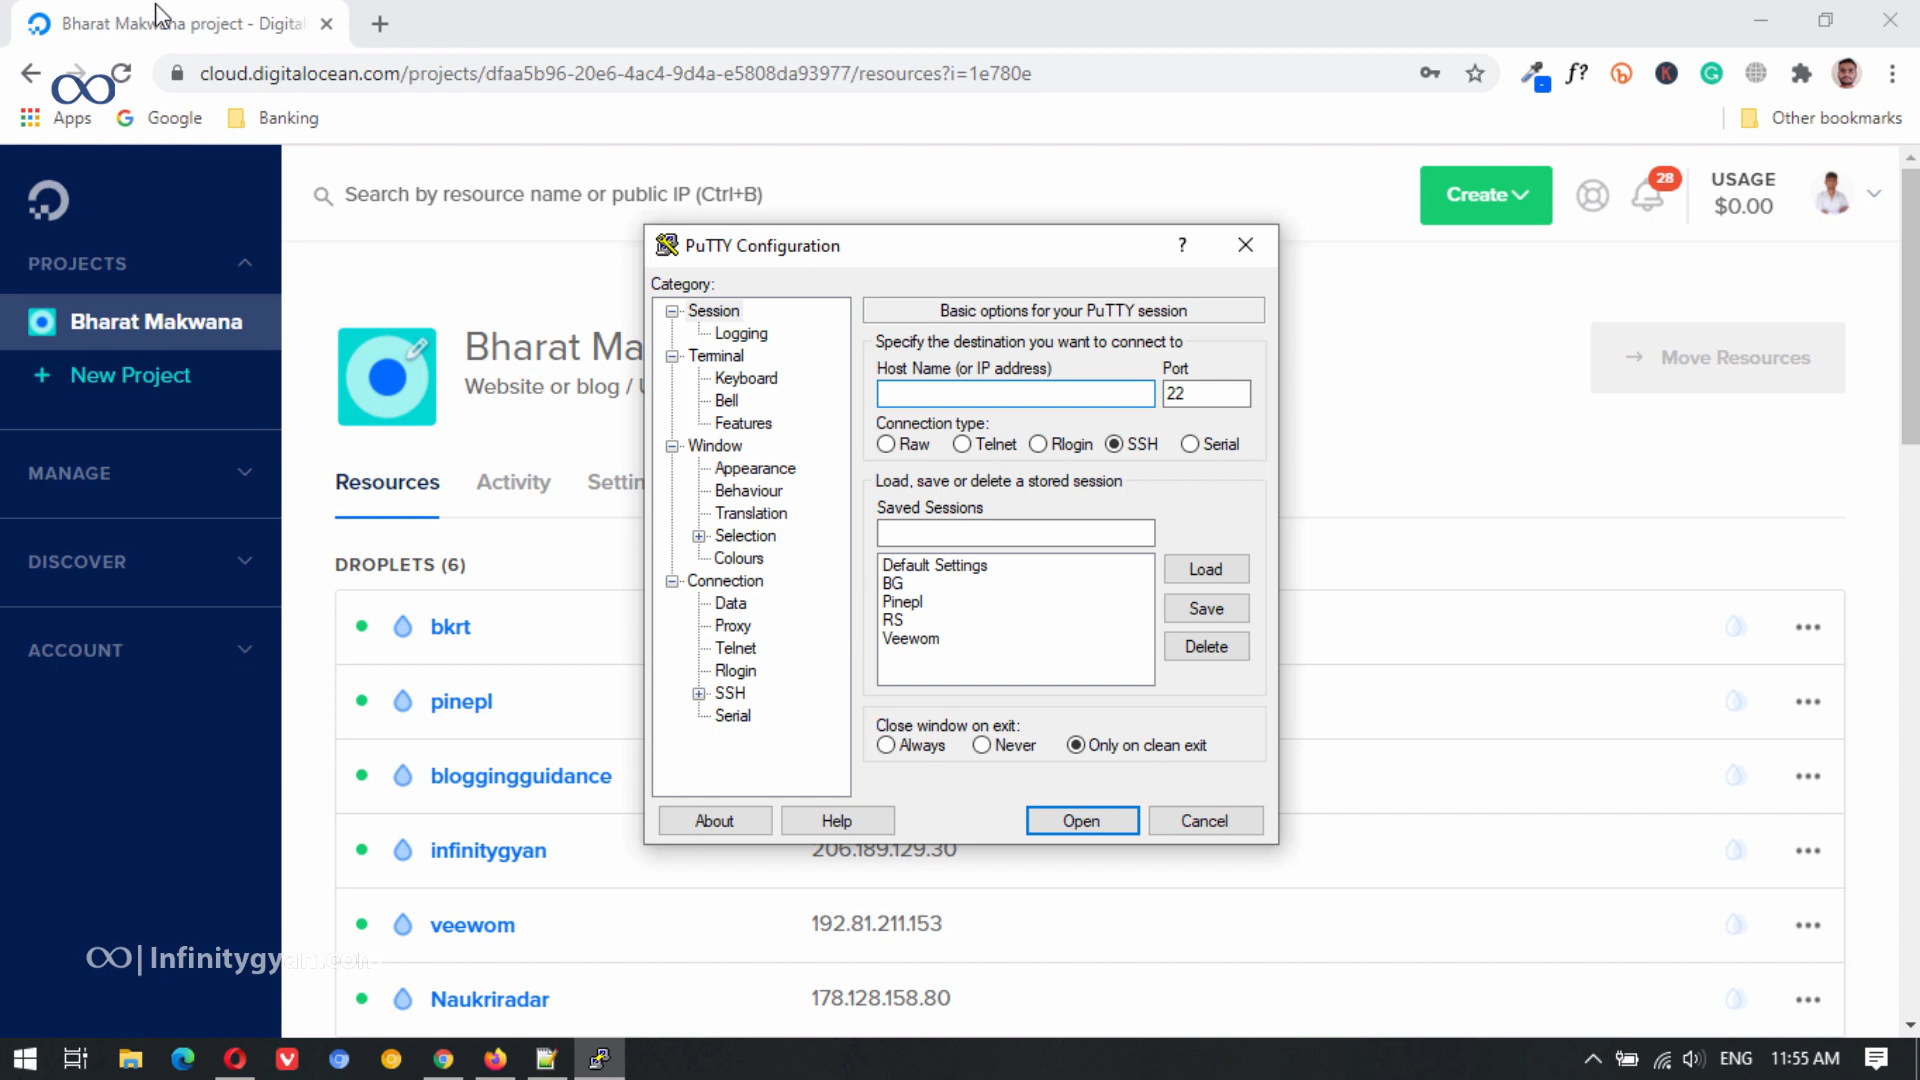 Bharat Makwana project - Digital
cloud.digitalocean.com/projects/dfaa5b96-20e6-4ac4-9d4a-e5808da93977/resources?i=1e780e
f?
K
G
Apps
Google
Banking
Other bookmarks
Search by resource name or public IP (Ctrl+B)
Create
28
USAGE
$0.00
PROJECTS
Bharat Makwana
+ New Project
MANAGE
DISCOVER
ACCOUNT
Bharat Ma
Website or blog /
→ Move Resources
Resources
Activity
Settin
DROPLETS (6)
bkrt
pinepl
bloggingguidance
infinitygyan
206.189.129.30
veewom
192.81.211.153
Naukriradar
178.128.158.80
PuTTY Configuration
?
Category:
Session
Logging
Terminal
Keyboard
Bell
Features
Window
Appearance
Behaviour
Translation
Selection
Colours
Connection
Data
Proxy
Telnet
Rlogin
SSH
Serial
Basic options for your PuTTY session
Specify the destination you want to connect to
Host Name (or IP address)
Port
22
Connection type:
Raw
Telnet
Rlogin
SSH
Serial
Load, save or delete a stored session
Saved Sessions
Default Settings
BG
Pinepl
RS
Veewom
Load
Save
Delete
Close window on exit:
Always
Never
Only on clean exit
About
Help
Open
Cancel
Infinitygyan.com
ENG
11:55 AM